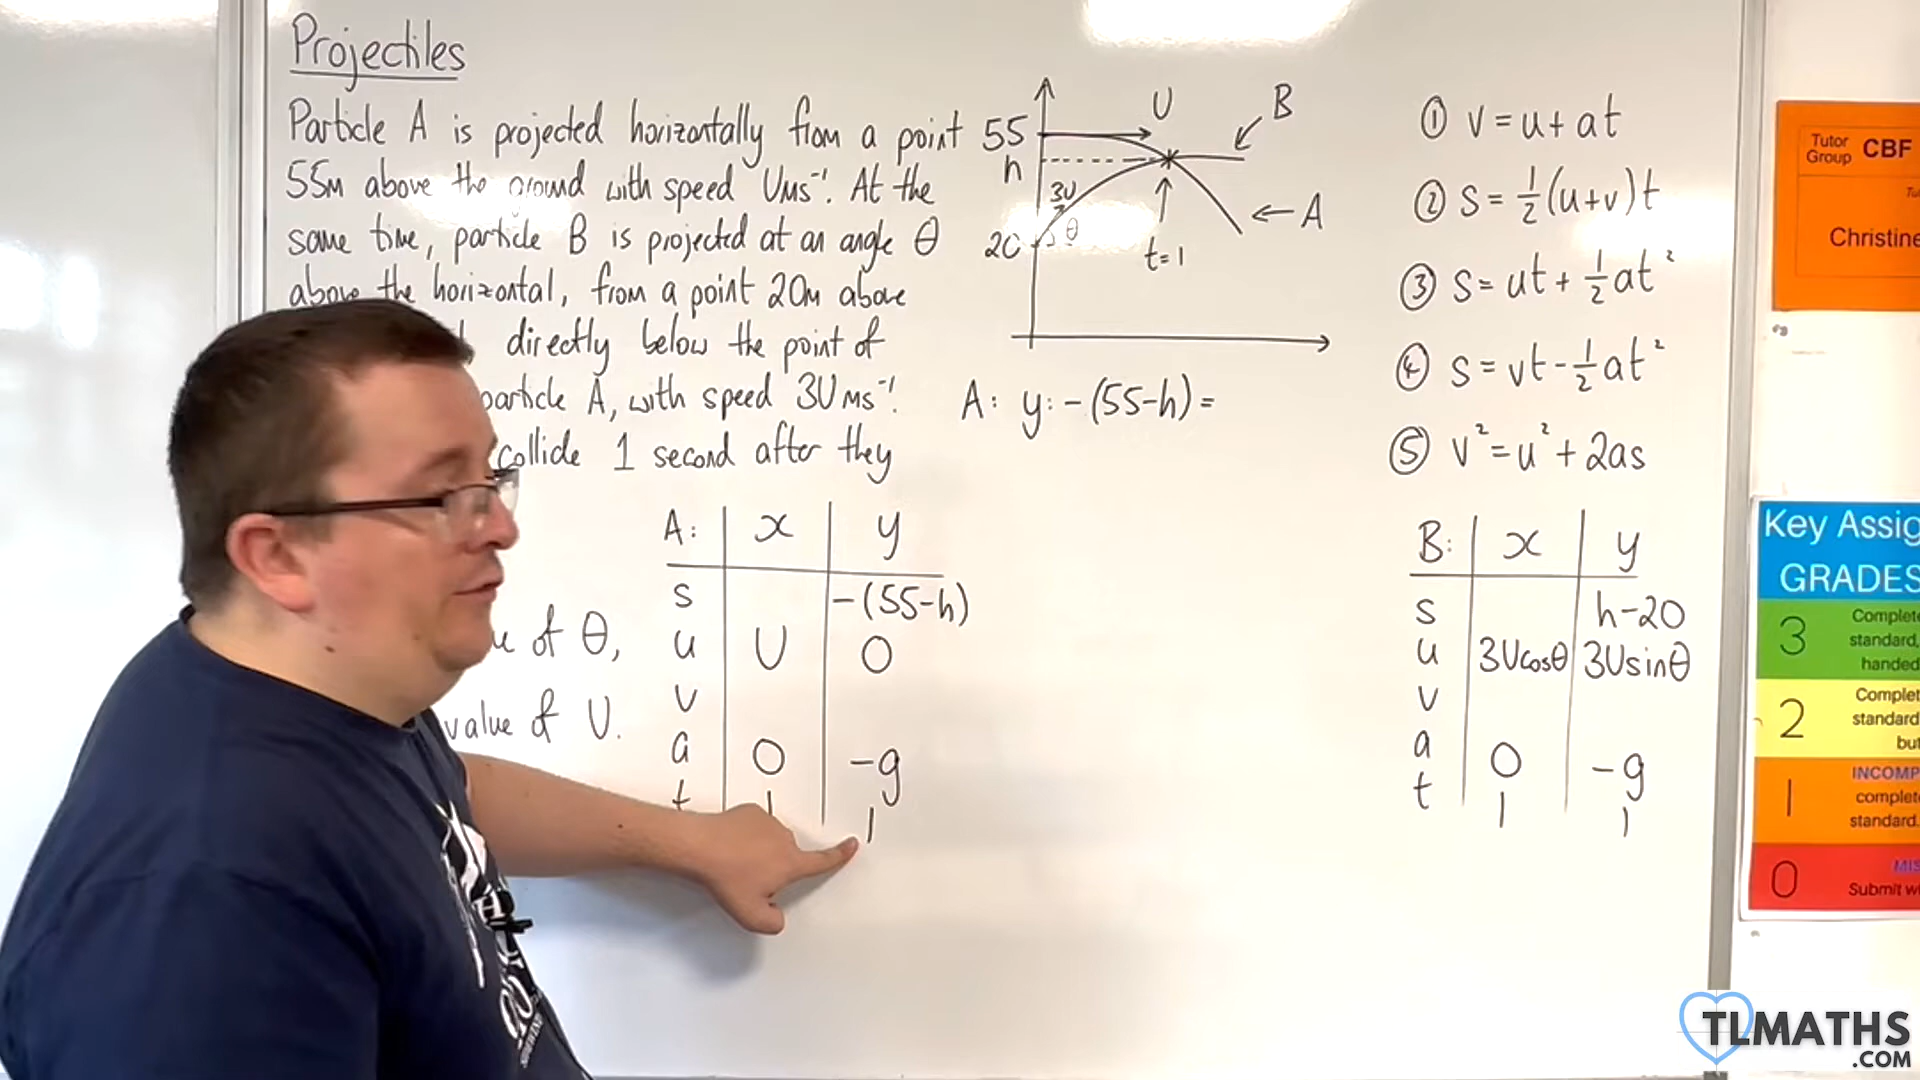 Projectiles
Particle A is projected horizontally from a point
55m above the ground with speed Ums⁻¹. At the
same time, particle B is projected at an angle θ
above the horizontal, from a point 20m above
directly below the point of
particle A, with speed 3Ums⁻¹.
collide 1 second after they
of θ,
value of U.
55
h
20
U
B
3U
θ
t=1
← A
A: y: -(55-h) =
① v = u + at
② s = ½(u+v)t
③ s = ut + ½at²
④ s = vt - ½at²
⑤ v² = u² + 2as
A: x y
s -(55-h)
u U 0
v
a 0 -g
t 1 1
B: x y
s h-20
u 3Ucosθ 3Usinθ
v
a 0 -g
t 1 1
Tutor
Group CBF
Christine
Key Assig
GRADES
3
Complete
standard,
handed
2
Complet
standard
but
1
INCOMP
complete
standard.
0
MIS
Submit w
TLMATHS
.COM